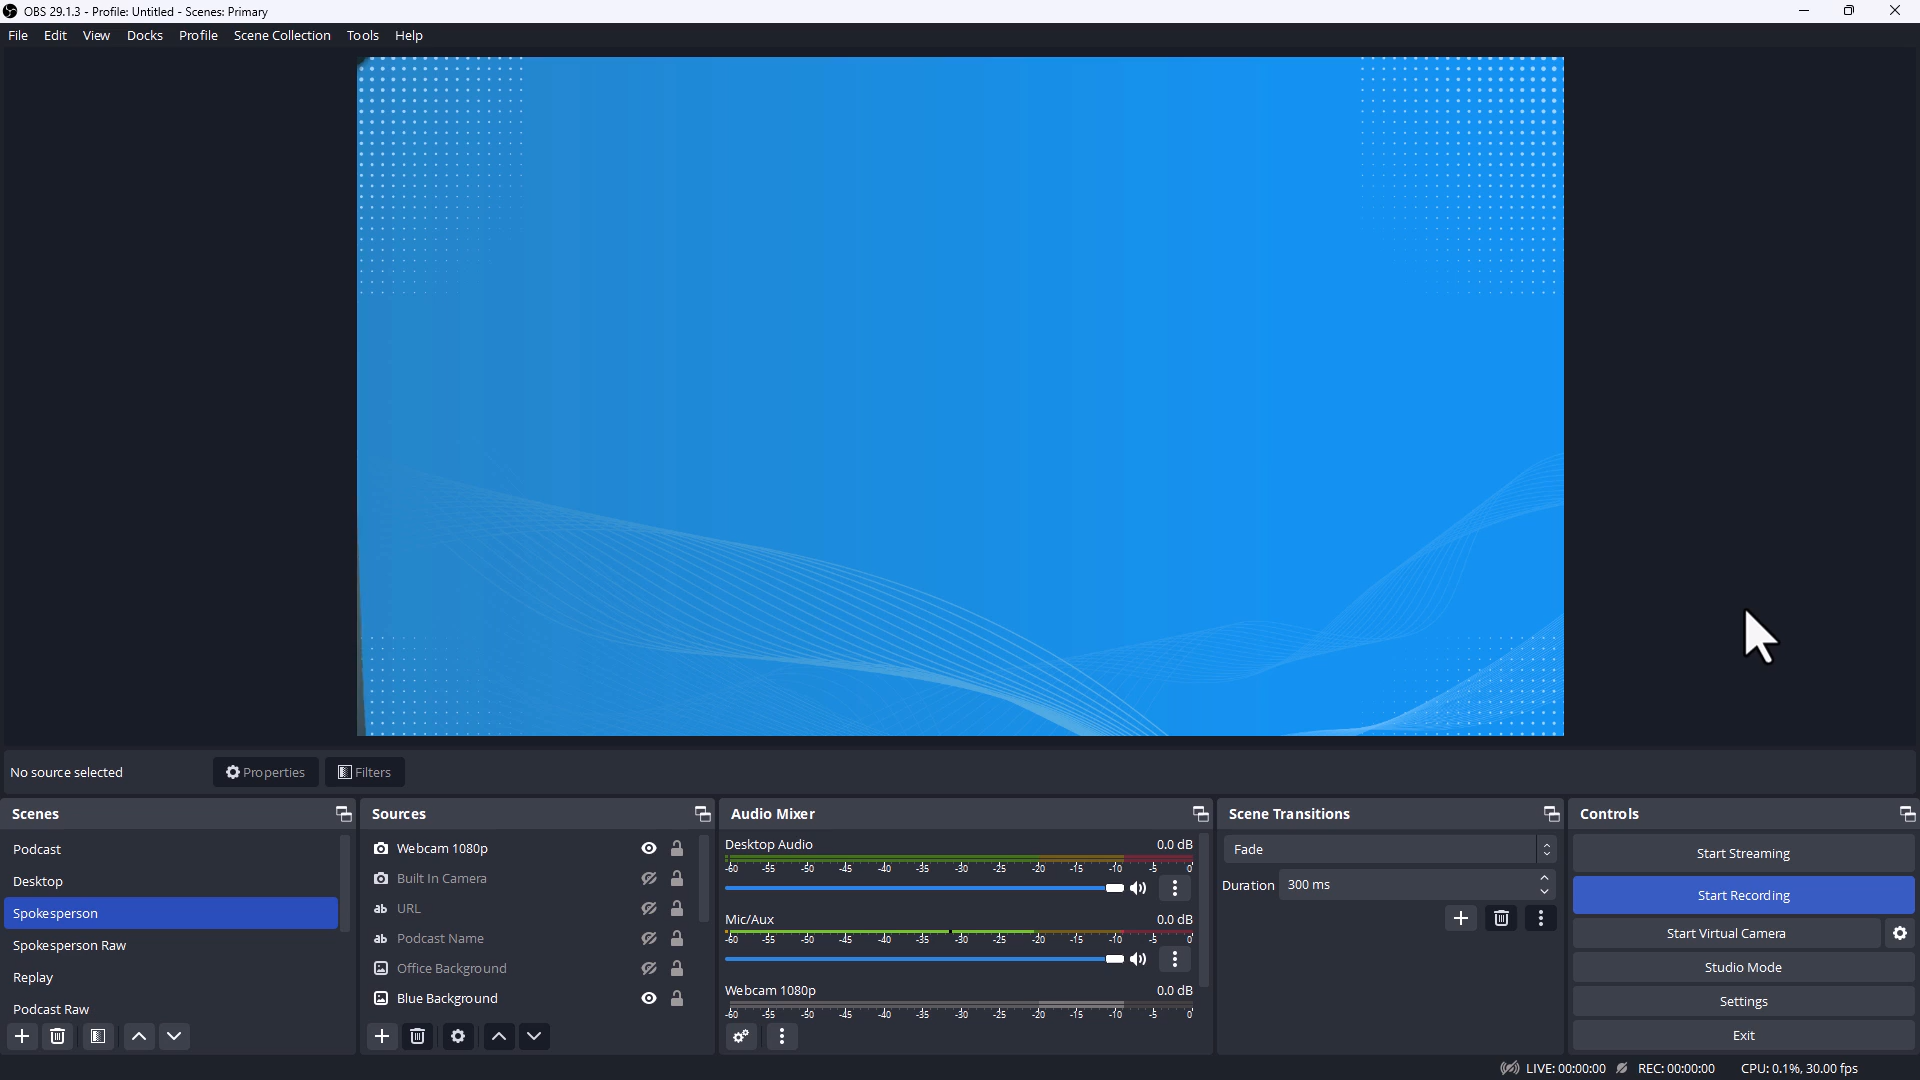 OBS 29.1.3 - Profile: Untitled - Scenes: Primary
File Edit View Docks Profile Scene Collection Tools Help
No source selected Properties Filters
Scenes
Podcast
Desktop
Spokesperson
Spokesperson Raw
Replay
Podcast Raw
Sources
Webcam 1080p
Built In Camera
ab URL
ab Podcast Name
Office Background
Blue Background
Audio Mixer
Desktop Audio 0.0 dB
-60 -55 -50 -45 -40 -35 -30 -25 -20 -15 -10 -5 0
Mic/Aux 0.0 dB
-60 -55 -50 -45 -40 -35 -30 -25 -20 -15 -10 -5 0
Webcam 1080p 0.0 dB
-60 -55 -50 -45 -40 -35 -30 -25 -20 -15 -10 -5 0
Scene Transitions
Fade
Duration 300 ms
Controls
Start Streaming
Start Recording
Start Virtual Camera
Studio Mode
Settings
Exit
LIVE: 00:00:00 REC: 00:00:00 CPU: 0.1%, 30.00 fps